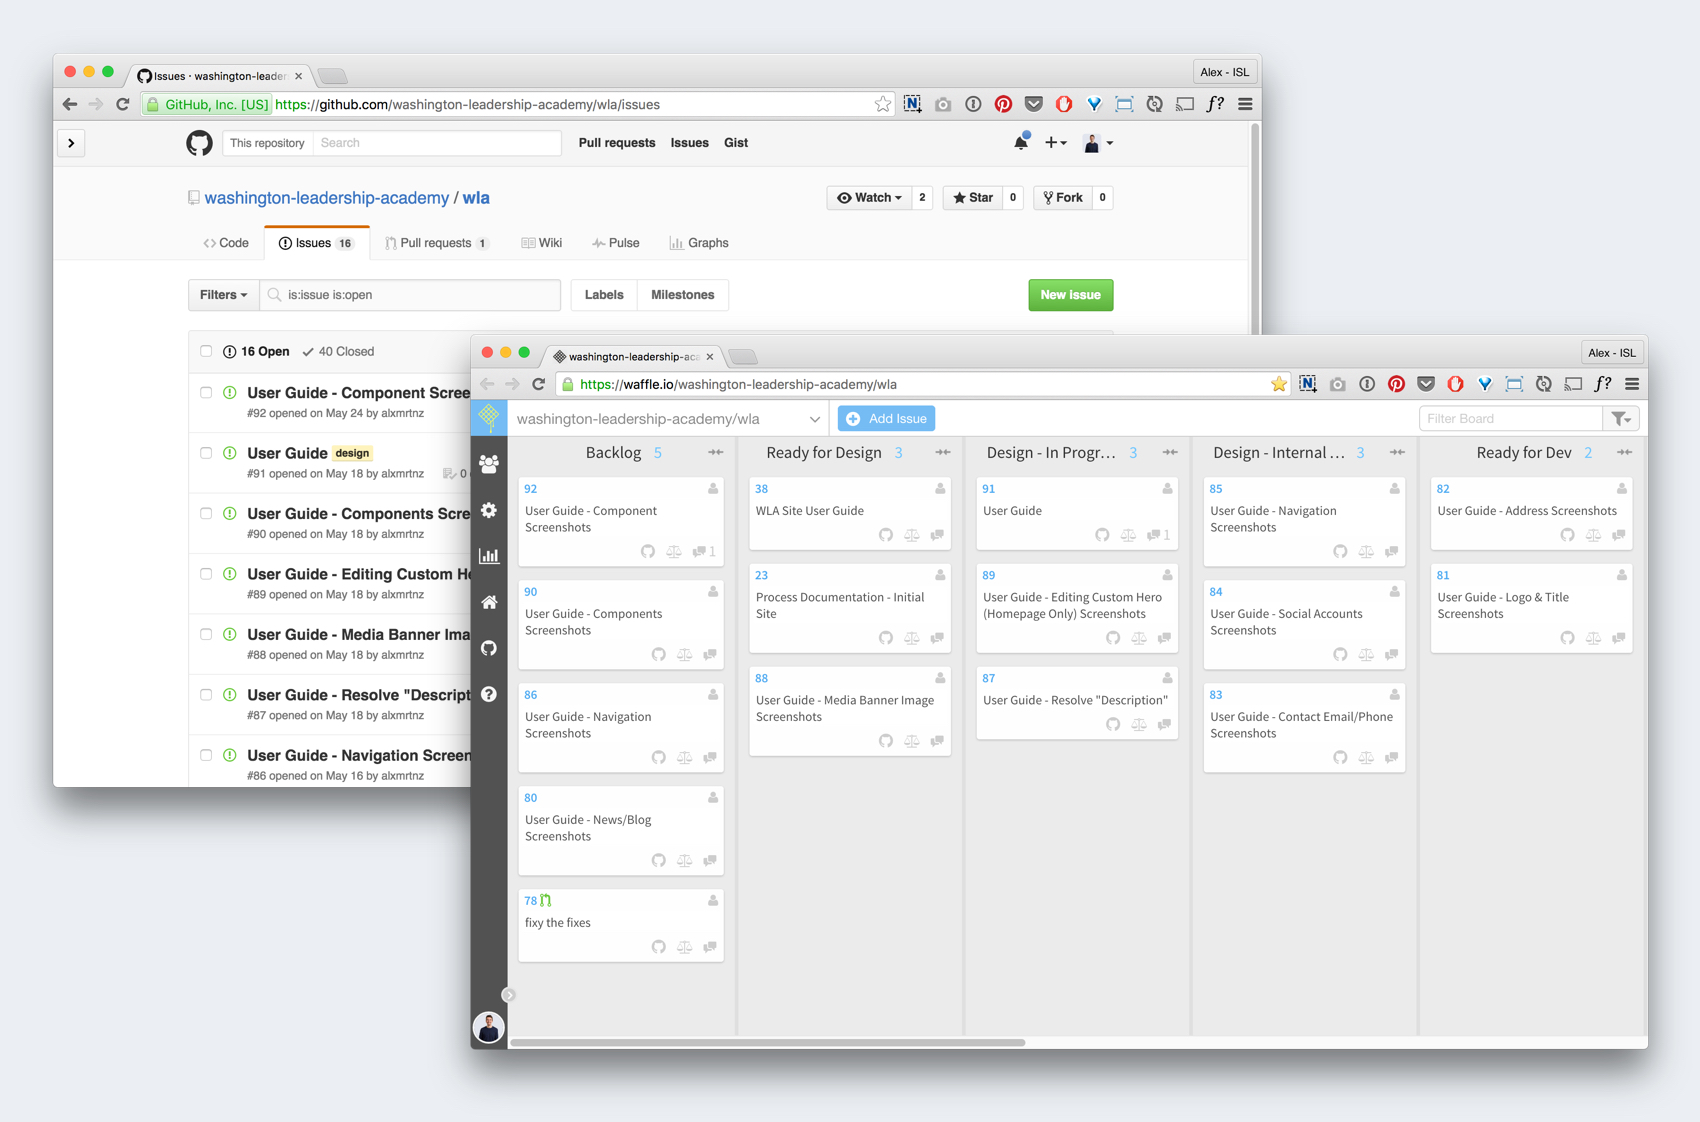 Issues · washington-leader
Alex - ISL
GitHub, Inc. [US] https://github.com/washington-leadership-academy/wla/issues
This repository Search Pull requests Issues Gist
washington-leadership-academy / wla
Watch 2 Star 0 Fork 0
Code Issues 16 Pull requests 1 Wiki Pulse Graphs
Filters is:issue is:open Labels Milestones New issue
16 Open 40 Closed
User Guide - Component Scree
#92 opened on May 24 by alxmrtnz
User Guide design
#91 opened on May 18 by alxmrtnz 0
User Guide - Components Scre
#90 opened on May 18 by alxmrtnz
User Guide - Editing Custom He
#89 opened on May 18 by alxmrtnz
User Guide - Media Banner Ima
#88 opened on May 18 by alxmrtnz
User Guide - Resolve "Descript
#87 opened on May 18 by alxmrtnz
User Guide - Navigation Screen
#86 opened on May 16 by alxmrtnz
washington-leadership-aca
Alex - ISL
https://waffle.io/washington-leadership-academy/wla
washington-leadership-academy/wla Add Issue Filter Board
Backlog 5
92
User Guide - Component
Screenshots
1
90
User Guide - Components
Screenshots
86
User Guide - Navigation
Screenshots
80
User Guide - News/Blog
Screenshots
78
fixy the fixes
Ready for Design 3
38
WLA Site User Guide
23
Process Documentation - Initial
Site
88
User Guide - Media Banner Image
Screenshots
Design - In Progr... 3
91
User Guide
1
89
User Guide - Editing Custom Hero
(Homepage Only) Screenshots
87
User Guide - Resolve "Description"
Design - Internal ... 3
85
User Guide - Navigation
Screenshots
84
User Guide - Social Accounts
Screenshots
83
User Guide - Contact Email/Phone
Screenshots
Ready for Dev 2
82
User Guide - Address Screenshots
81
User Guide - Logo & Title
Screenshots